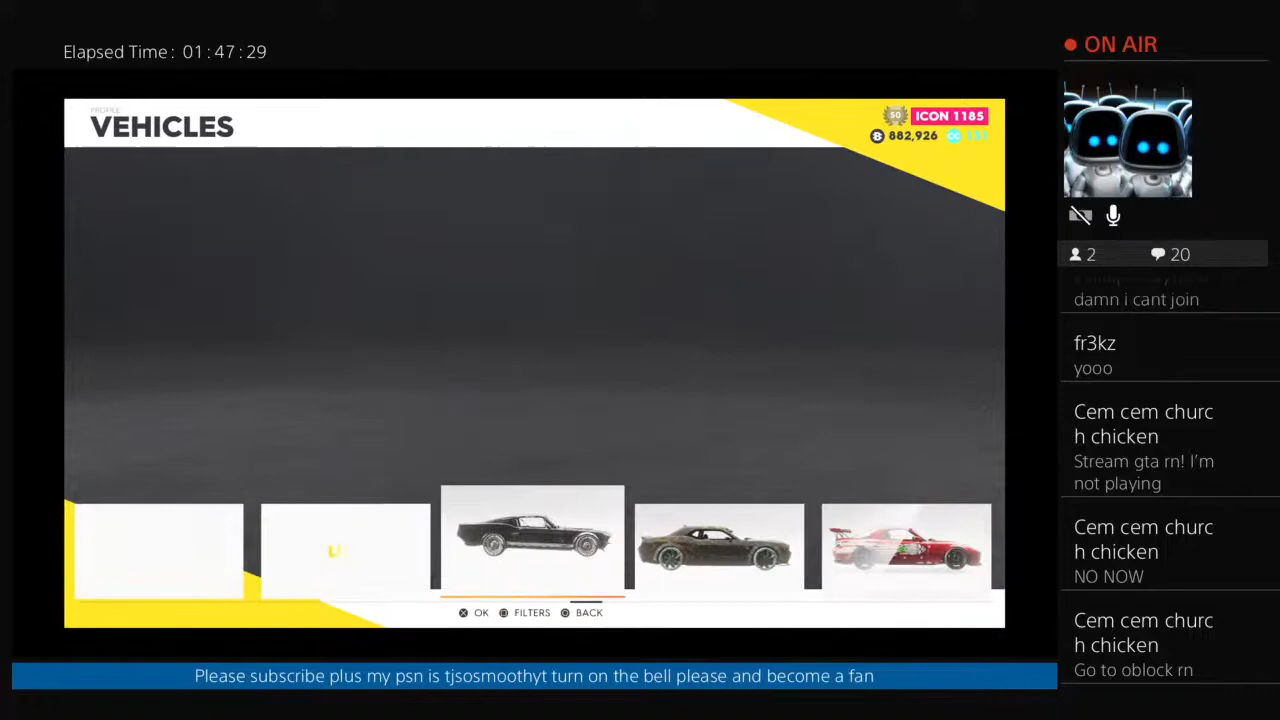 Elapsed Time: 01:47:29
ON AIR
PROFILE
VEHICLES
50 ICON 1185
882,926
2 20
damn i cant join
fr3kz
yooo
Cem cem churc
h chicken
Stream gta rn! I'm
not playing
Cem cem churc
h chicken
NO NOW
Cem cem churc
h chicken
Go to oblock rn
OK FILTERS BACK
Please subscribe plus my psn is tjsosmoothyt turn on the bell please and become a fan